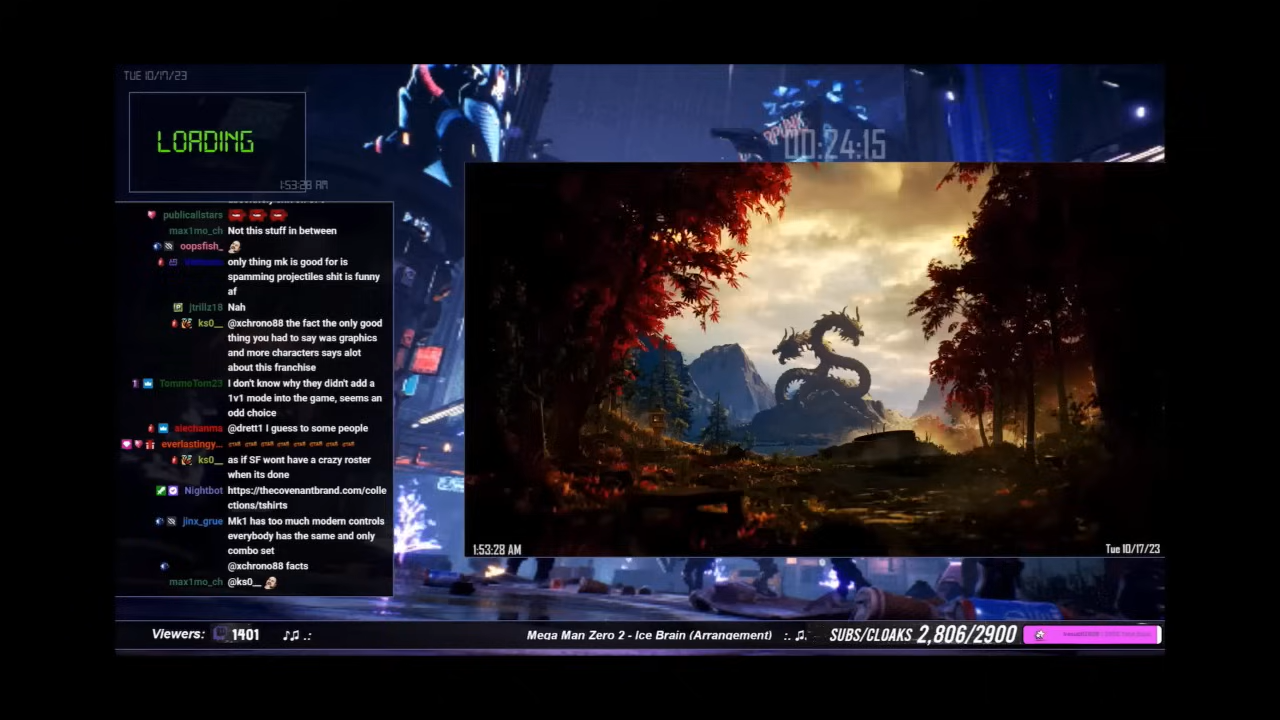 TUE 10/17/23
LOADING
1:53:28 AM
00:24:15
publicallstars
max1mo_ch Not this stuff in between
oopsfish_
only thing mk is good for is
spamming projectiles shit is funny
af
jtrillz18 Nah
ks0__ @xchrono88 the fact the only good
thing you had to say was graphics
and more characters says alot
about this franchise
TommoTom23 I don't know why they didn't add a
1v1 mode into the game, seems an
odd choice
alechanma @drett1 I guess to some people
everlastingy...
ks0__ as if SF wont have a crazy roster
when its done
Nightbot https://thecovenantbrand.com/colle
ctions/tshirts
jinx_grue Mk1 has too much modern controls
everybody has the same and only
combo set
@xchrono88 facts
max1mo_ch @ks0__
1:53:28 AM
Tue 10/17/23
Viewers: 1401
Mega Man Zero 2 - Ice Brain (Arrangement)
SUBS/CLOAKS 2,806/2900